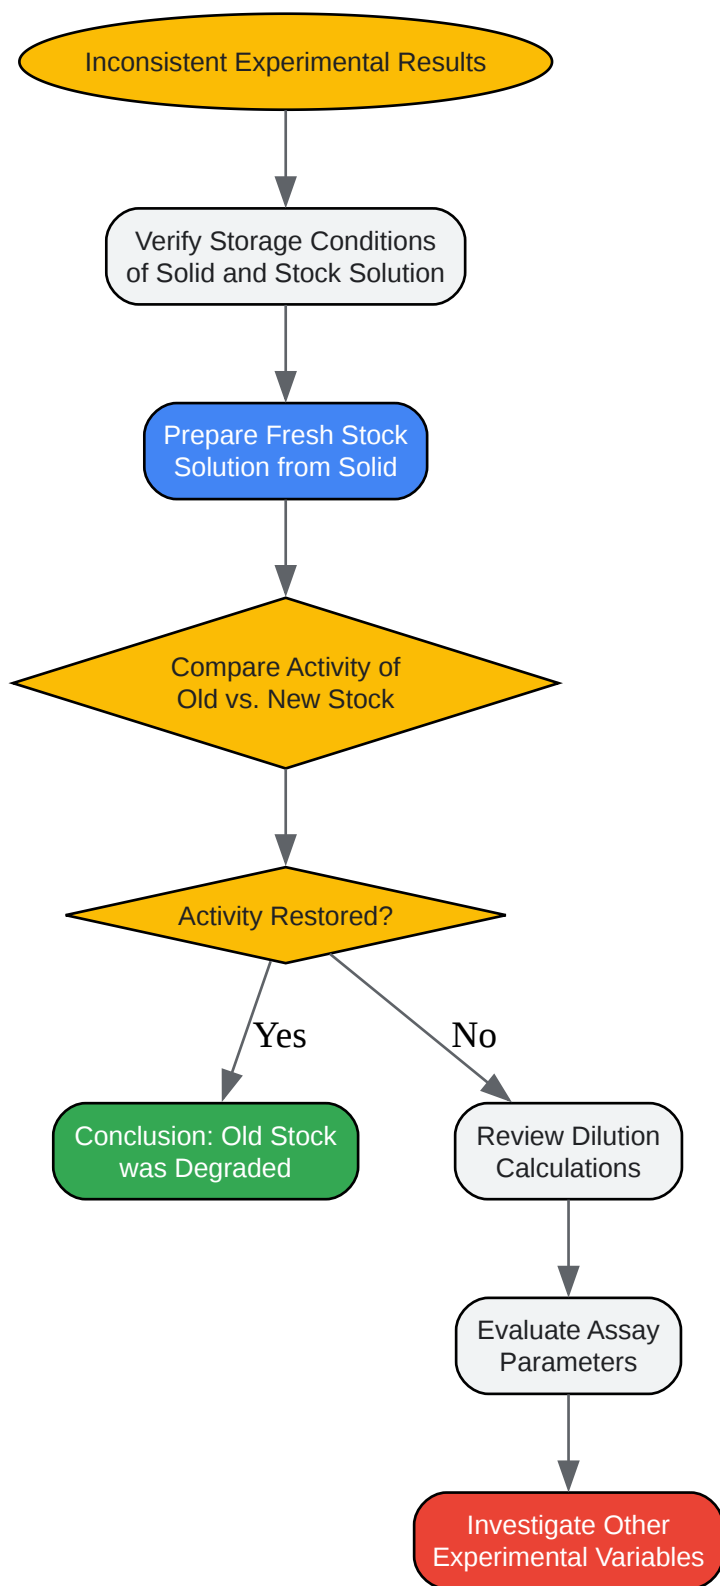 Inconsistent Experimental Results
Verify Storage Conditions
of Solid and Stock Solution
Prepare Fresh Stock
Solution from Solid
Compare Activity of
Old vs. New Stock
Activity Restored?
Yes
No
Conclusion: Old Stock
was Degraded
Review Dilution
Calculations
Evaluate Assay
Parameters
Investigate Other
Experimental Variables